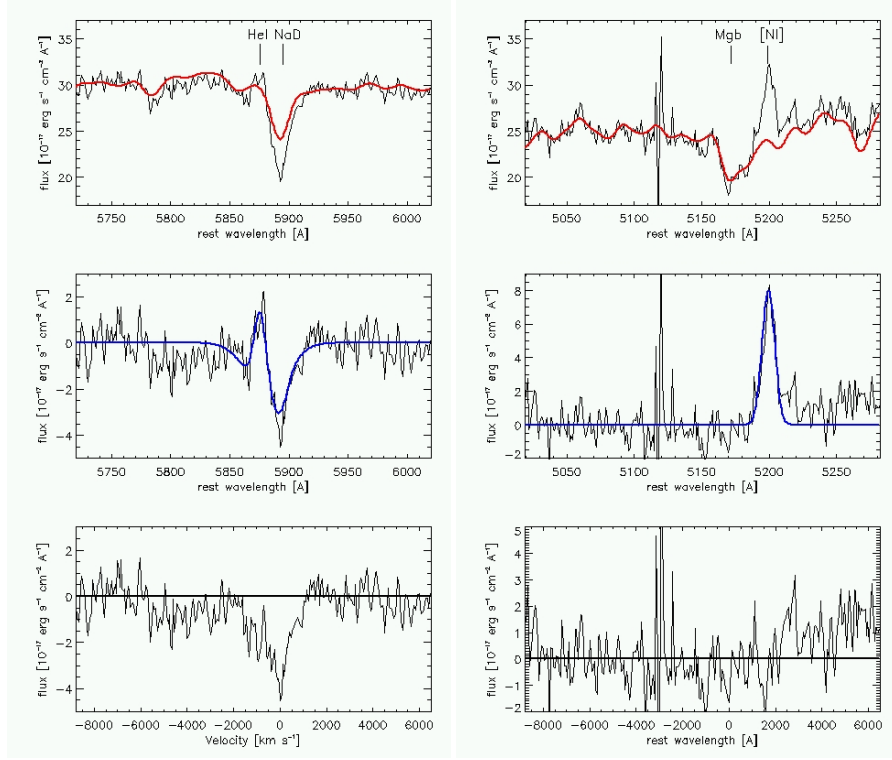 HeI NaD
35
30
25
20
flux [10⁻¹⁷ erg s⁻¹ cm⁻² A⁻¹]
5750 5800 5850 5900 5950 6000
rest wavelength [A]
Mgb [NI]
35
30
25
20
flux [10⁻¹⁷ erg s⁻¹ cm⁻² A⁻¹]
5050 5100 5150 5200 5250
rest wavelength [A]
2
0
-2
-4
flux [10⁻¹⁷ erg s⁻¹ cm⁻² A⁻¹]
5750 5800 5850 5900 5950 6000
rest wavelength [A]
8
6
4
2
0
-2
flux [10⁻¹⁷ erg s⁻¹ cm⁻² A⁻¹]
5050 5100 5150 5200 5250
rest wavelength [A]
2
0
-2
-4
flux [10⁻¹⁷ erg s⁻¹ cm⁻² A⁻¹]
-8000 -6000 -4000 -2000 0 2000 4000 6000
Velocity [km s⁻¹]
5
4
3
2
1
0
-1
-2
flux [10⁻¹⁷ erg s⁻¹ cm⁻² A⁻¹]
-8000 -6000 -4000 -2000 0 2000 4000 6000
rest wavelength [A]